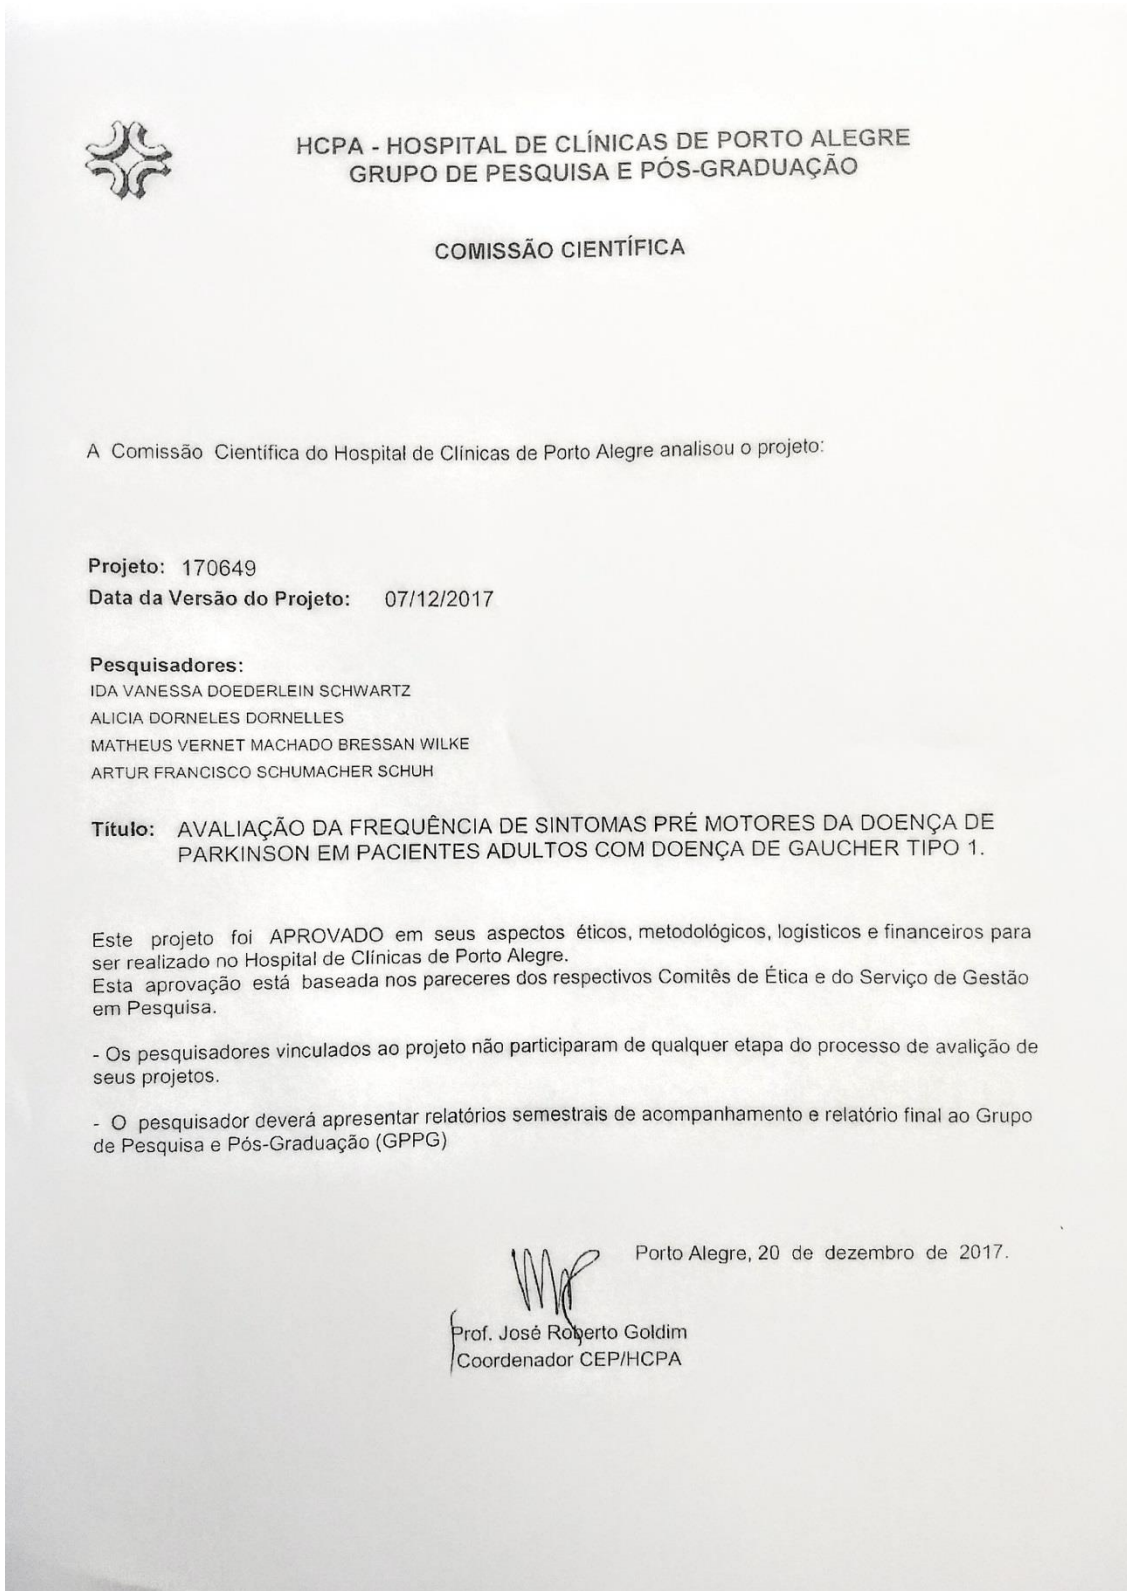 HCPA - HOSPITAL DE CLÍNICAS DE PORTO ALEGRE
GRUPO DE PESQUISA E PÓS-GRADUAÇÃO
COMISSÃO CIENTÍFICA
A Comissão Científica do Hospital de Clínicas de Porto Alegre analisou o projeto:
Projeto: 170649
Data da Versão do Projeto: 07/12/2017
Pesquisadores:
IDA VANESSA DOEDERLEIN SCHWARTZ
ALICIA DORNELES DORNELLES
MATHEUS VERNET MACHADO BRESSAN WILKE
ARTUR FRANCISCO SCHUMACHER SCHUH
Título: AVALIAÇÃO DA FREQUÊNCIA DE SINTOMAS PRÉ MOTORES DA DOENÇA DE
PARKINSON EM PACIENTES ADULTOS COM DOENÇA DE GAUCHER TIPO 1.
Este projeto foi APROVADO em seus aspectos éticos, metodológicos, logísticos e financeiros para
ser realizado no Hospital de Clínicas de Porto Alegre.
Esta aprovação está baseada nos pareceres dos respectivos Comitês de Ética e do Serviço de Gestão
em Pesquisa.
- Os pesquisadores vinculados ao projeto não participaram de qualquer etapa do processo de avalição de
seus projetos.
- O pesquisador deverá apresentar relatórios semestrais de acompanhamento e relatório final ao Grupo
de Pesquisa e Pós-Graduação (GPPG)
Porto Alegre, 20 de dezembro de 2017.
Prof. José Roberto Goldim
Coordenador CEP/HCPA